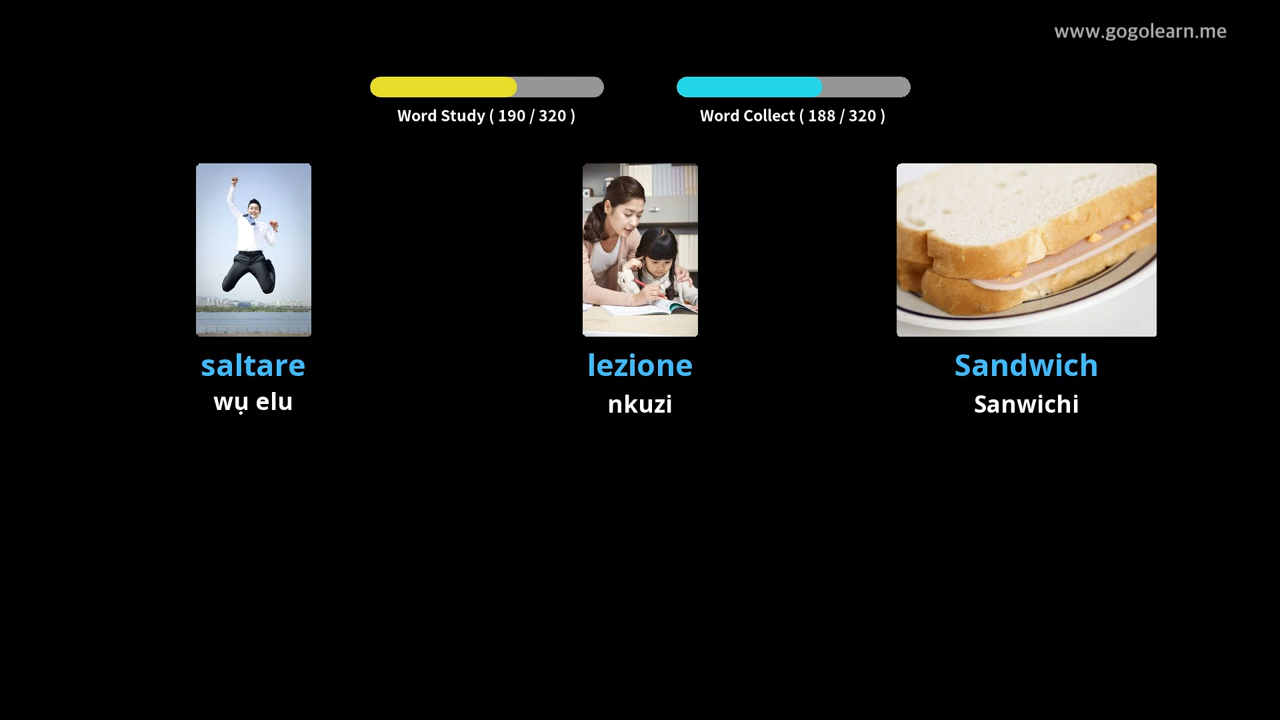 www.gogolearn.me
Word Study ( 190 / 320 )
Word Collect ( 188 / 320 )
saltare
wụ elu
lezione
nkuzi
Sandwich
Sanwichi